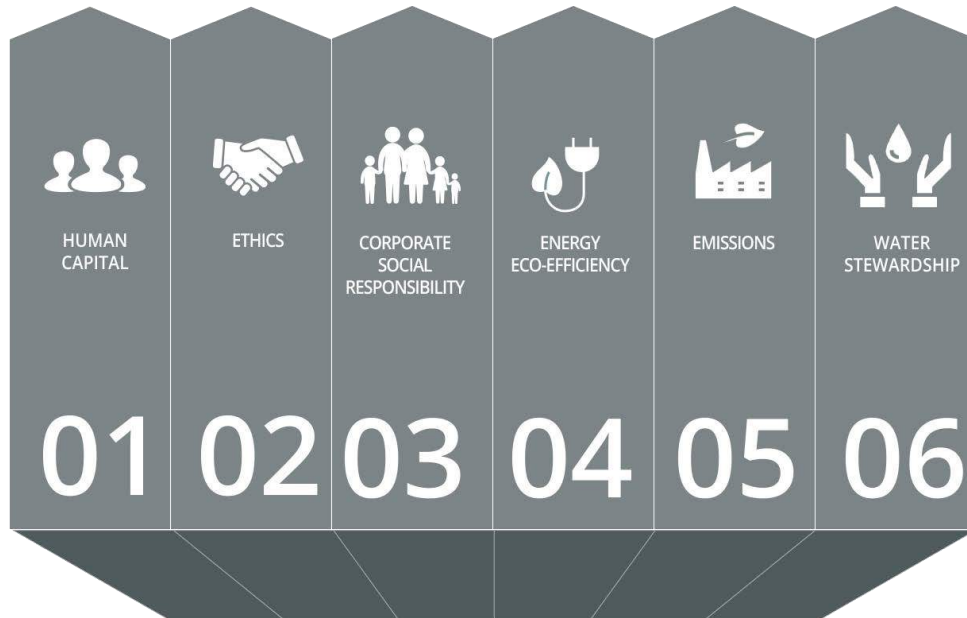 HUMAN
CAPITAL
ETHICS
CORPORATE
SOCIAL
RESPONSIBILITY
ENERGY
ECO-EFFICIENCY
EMISSIONS
WATER
STEWARDSHIP
01
02
03
04
05
06